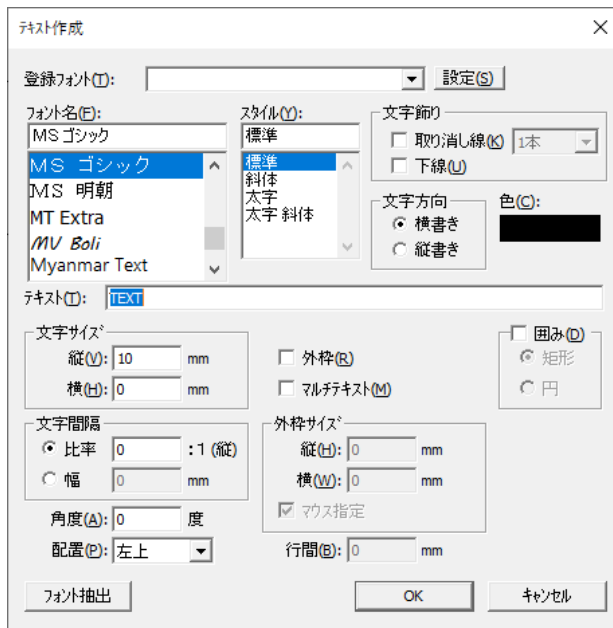 テキスト作成
登録フォント(T):
設定(S)
フォント名(F):
MS ゴシック
MS ゴシック
MS 明朝
MT Extra
MV Boli
Myanmar Text
スタイル(Y):
標準
標準
斜体
太字
太字 斜体
文字飾り
取り消し線(K) 1本
下線(U)
文字方向
横書き
縦書き
色(C):
テキスト(T): TEXT
文字サイズ
縦(V): 10 mm
横(H): 0 mm
外枠(R)
マルチテキスト(M)
囲み(D)
矩形
円
文字間隔
比率 0 :1 (縦)
幅 0 mm
外枠サイズ
縦(H): 0 mm
横(W): 0 mm
マウス指定
角度(A): 0 度
配置(P): 左上
行間(B): 0 mm
フォント抽出
OK
キャンセル